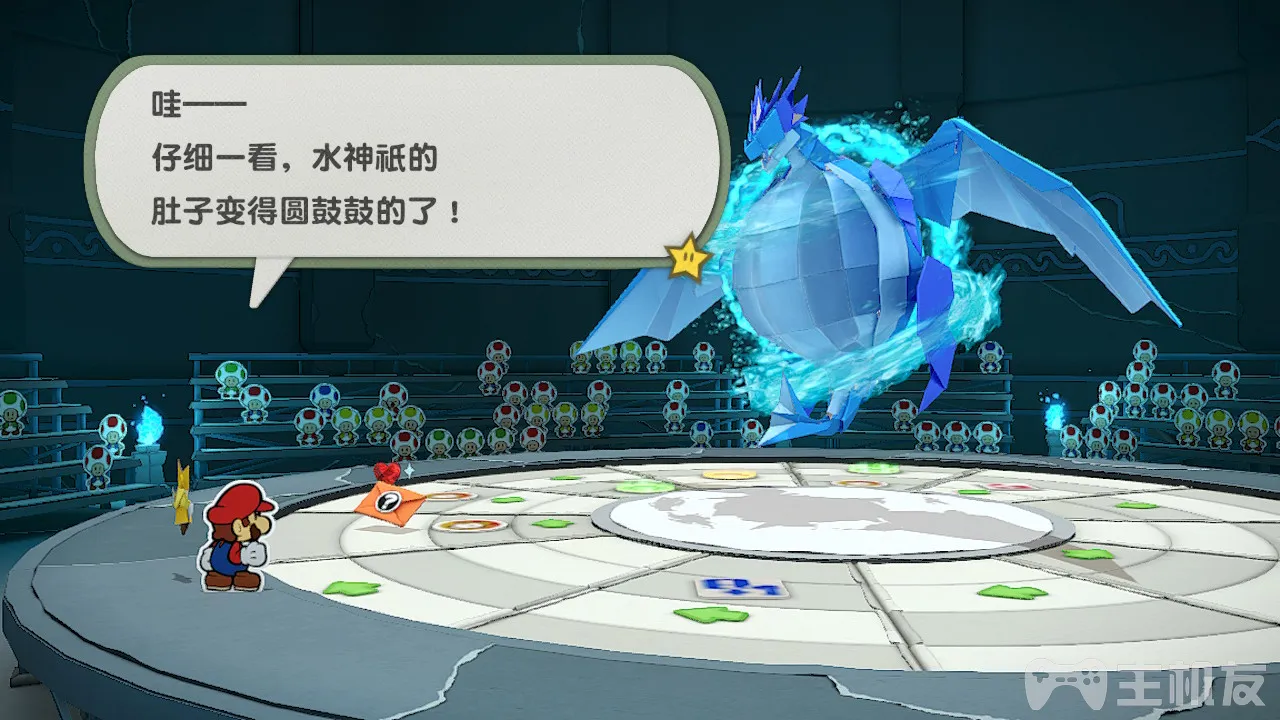 哇——
仔细一看，水神祇的
肚子变得圆鼓鼓的了！
主机友